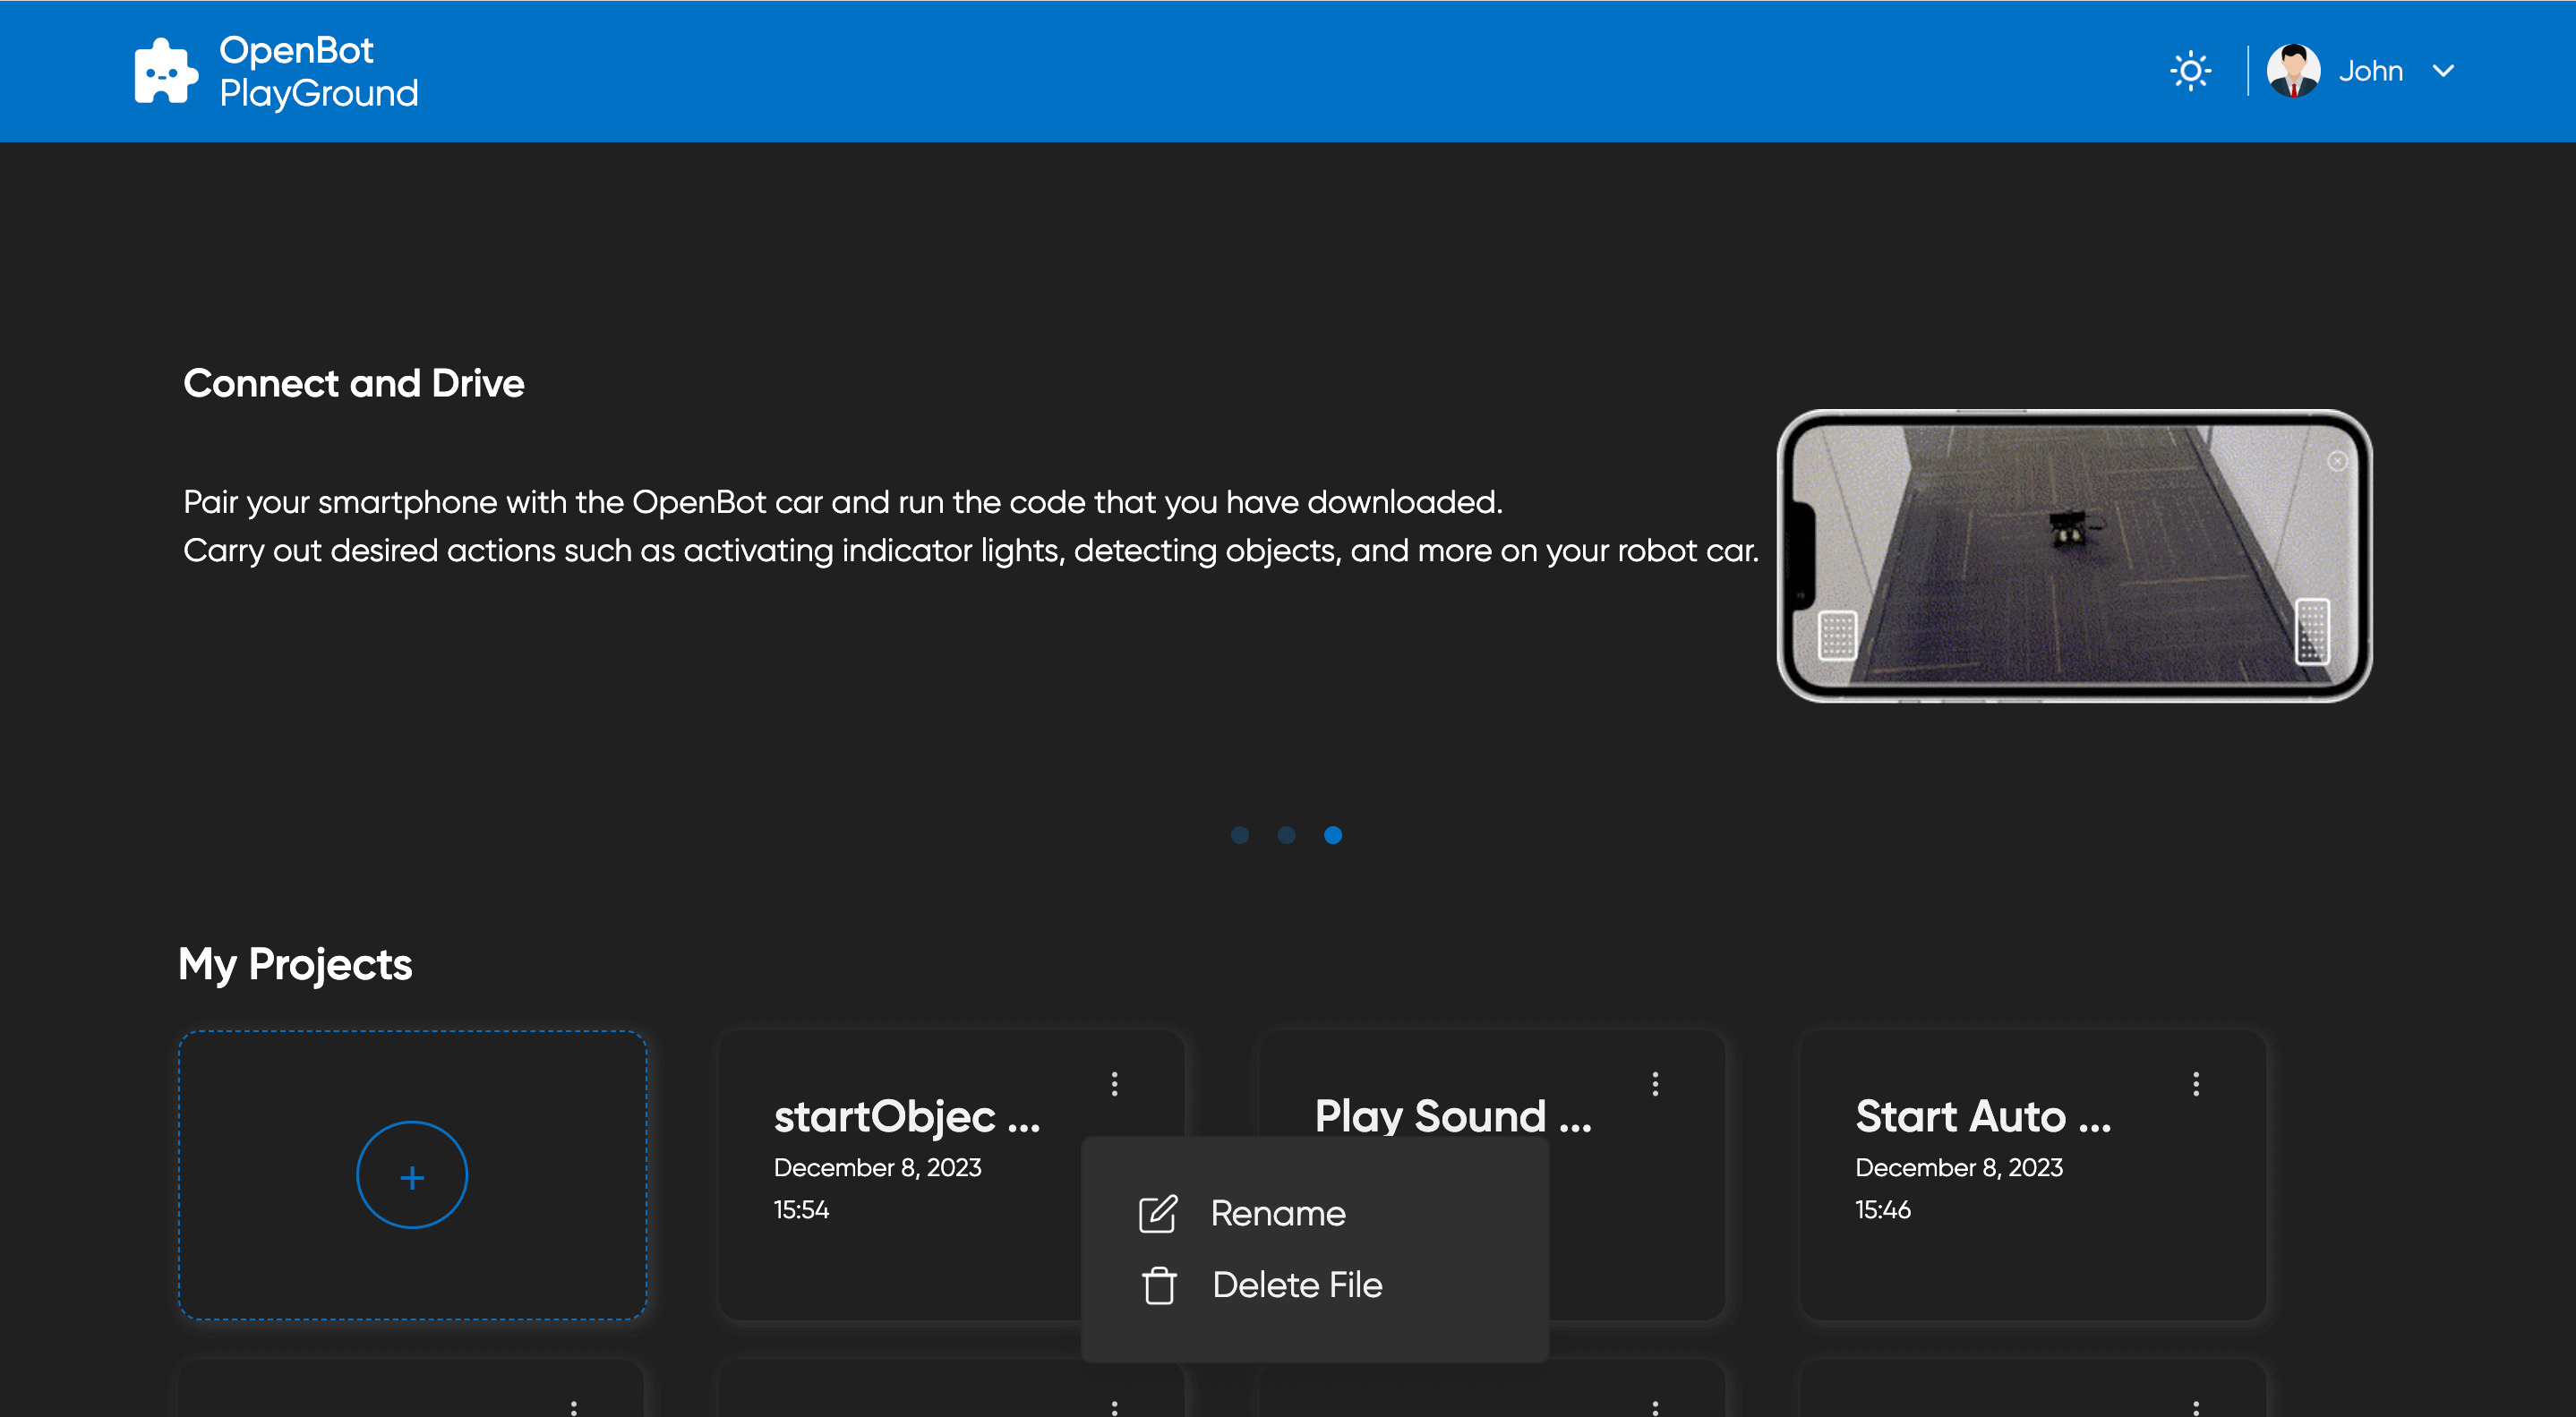 OpenBot
PlayGround
John
Connect and Drive
Pair your smartphone with the OpenBot car and run the code that you have downloaded.
Carry out desired actions such as activating indicator lights, detecting objects, and more on your robot car.
My Projects
startObjec ...
December 8, 2023
15:54
Play Sound ...
Start Auto ...
December 8, 2023
15:46
Rename
Delete File